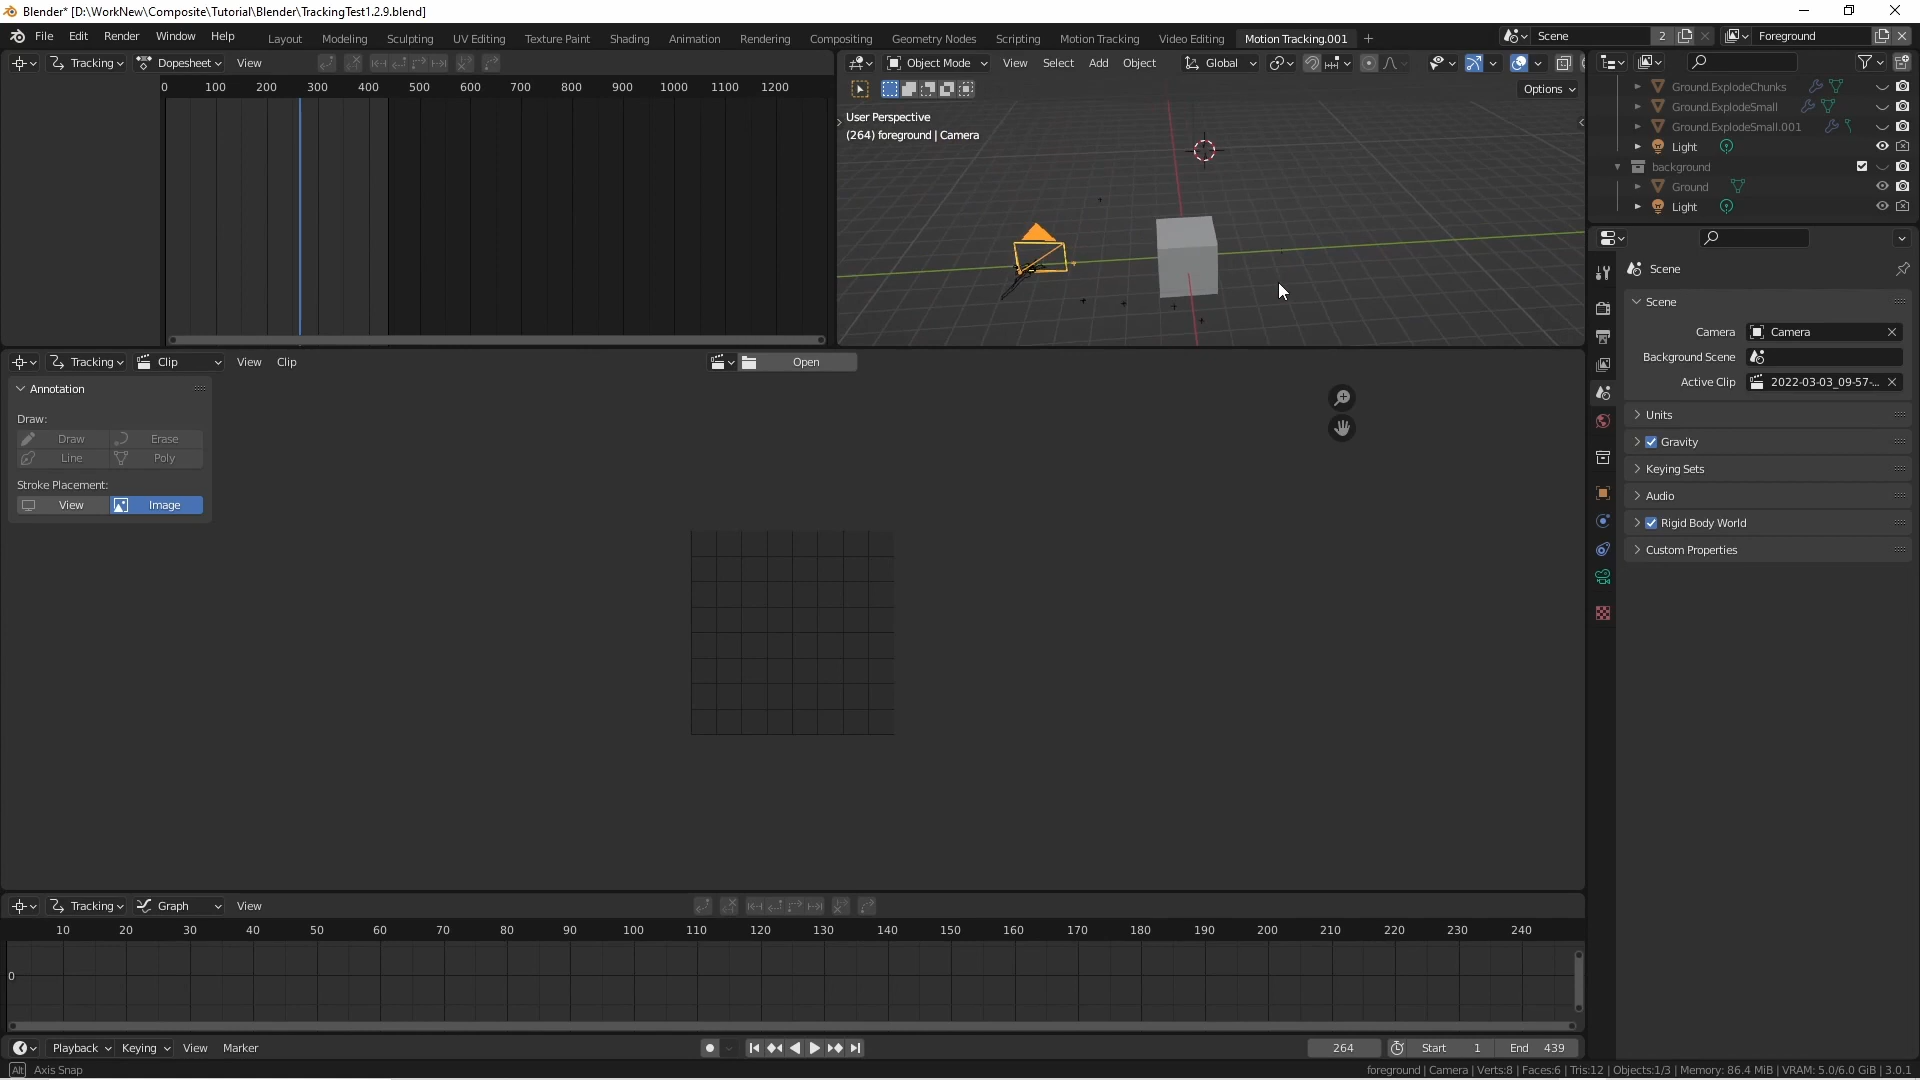 Blender* [D:\WorkNew\Composite\Tutorial\Blender\TrackingTest1.2.9.blend]
File Edit Render Window Help Layout Modeling Sculpting UV Editing Texture Paint Shading Animation Rendering Compositing Geometry Nodes Scripting Motion Tracking Video Editing Motion Tracking.001 + Scene 2 Foreground
Tracking Dopesheet View
0 100 200 300 400 500 600 700 800 900 1000 1100 1200
Object Mode View Select Add Object Global
Options
User Perspective
(264) foreground | Camera
Ground.ExplodeChunks
Ground.ExplodeSmall
Ground.ExplodeSmall.001
Light
background
Ground
Light
Scene
Scene
Camera Camera
Background Scene
Active Clip 2022-03-03_09-57-...
Units
Gravity
Keying Sets
Audio
Rigid Body World
Custom Properties
Tracking Clip View Clip Open
Annotation
Draw:
Draw Erase
Line Poly
Stroke Placement:
View Image
Tracking Graph View
10 20 30 40 50 60 70 80 90 100 110 120 130 140 150 160 170 180 190 200 210 220 230 240
0
Playback Keying View Marker 264 Start 1 End 439
Alt Axis Snap
foreground | Camera | Verts:8 | Faces:6 | Tris:12 | Objects:1/3 | Memory: 86.4 MiB | VRAM: 5.0/6.0 GiB | 3.0.1